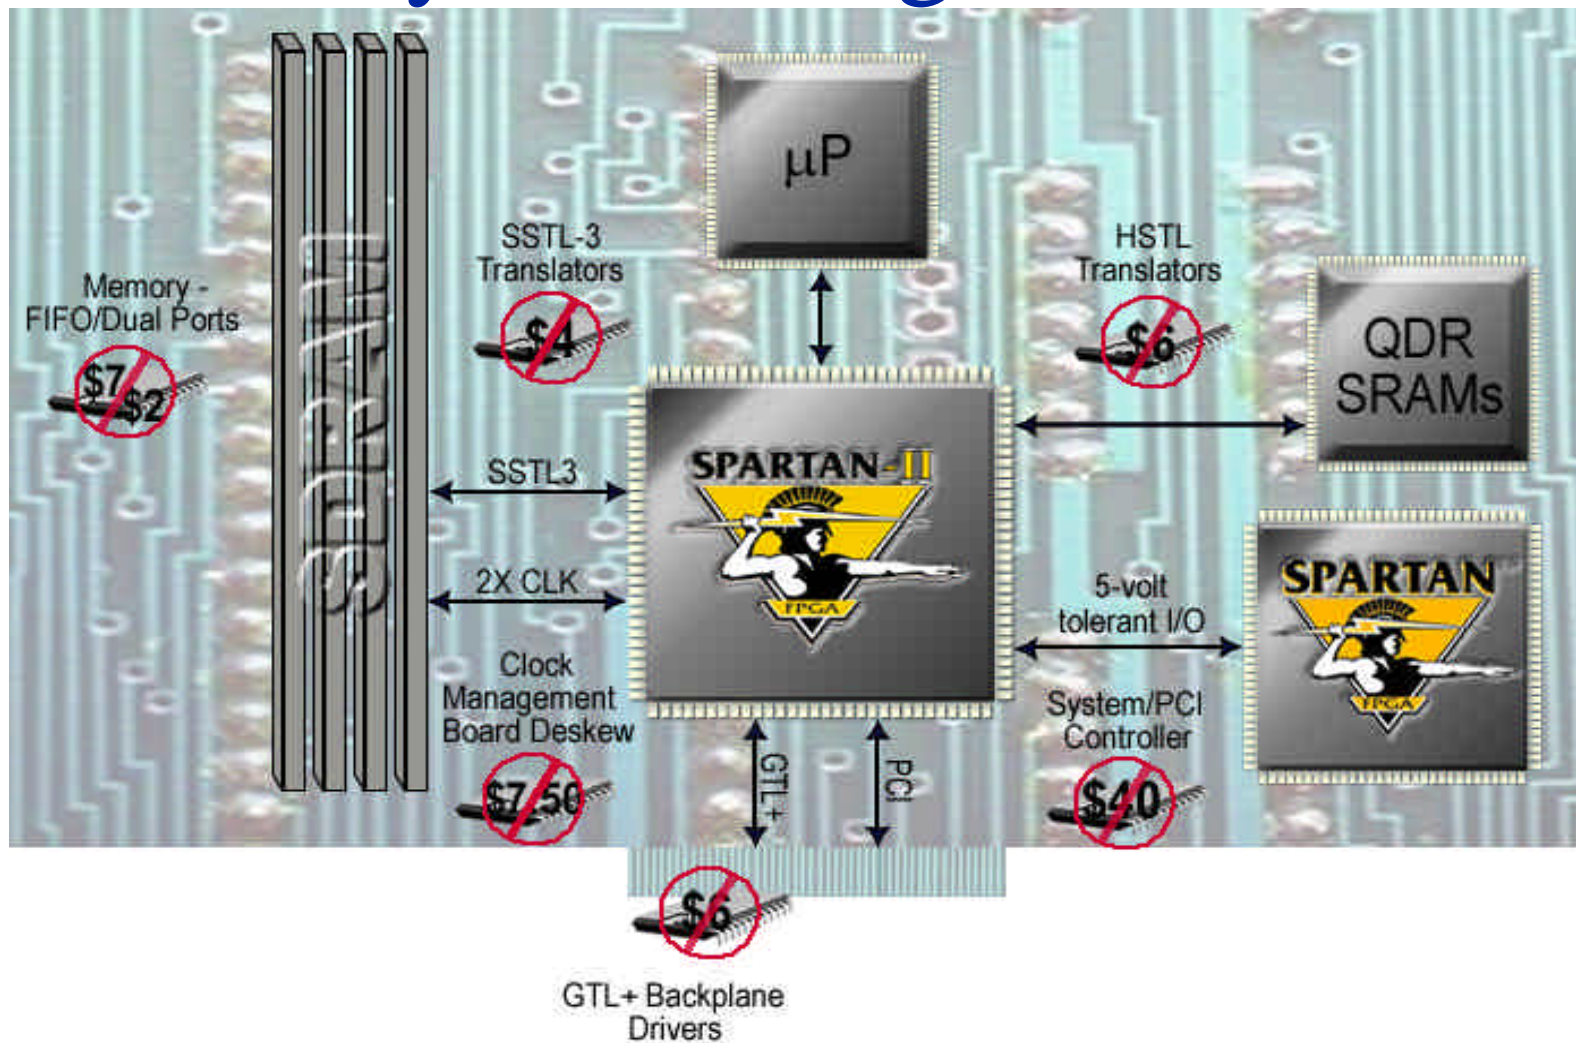 µP
SSTL-3
Translators
$4
HSTL
Translators
$6
Memory -
FIFO/Dual Ports
$7
$2
SDRAM
QDR
SRAMs
SSTL3
SPARTAN-II
FPGA
2X CLK
5-volt
tolerant I/O
SPARTAN
FPGA
Clock
Management
Board Deskew
$7.50
GTL+
PCI
System/PCI
Controller
$40
$6
GTL+ Backplane
Drivers